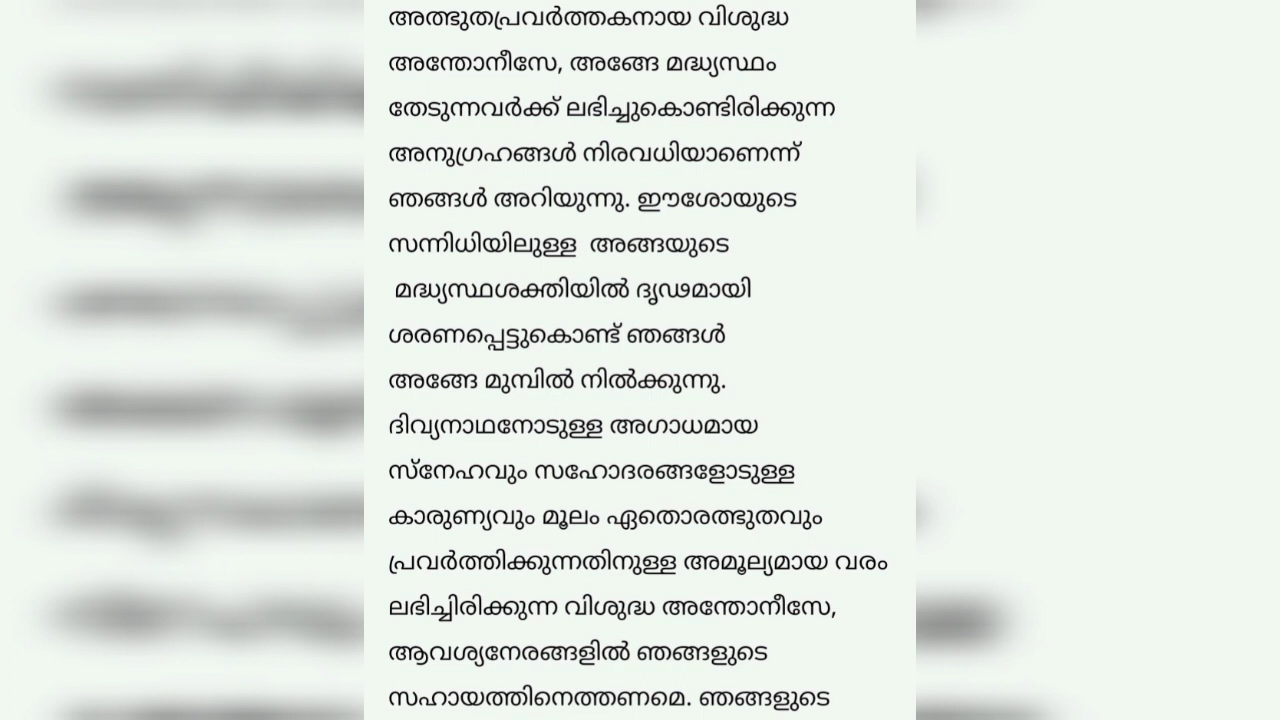 അത്ഭുതപ്രവർത്തകനായ വിശുദ്ധ
അന്തോനീസേ, അങ്ങേ മദ്ധ്യസ്ഥം
തേടുന്നവർക്ക് ലഭിച്ചുകൊണ്ടിരിക്കുന്ന
അനുഗ്രഹങ്ങൾ നിരവധിയാണെന്ന്
ഞങ്ങൾ അറിയുന്നു. ഈശോയുടെ
സന്നിധിയിലുള്ള അങ്ങയുടെ
മദ്ധ്യസ്ഥശക്തിയിൽ ദൃഢമായി
ശരണപ്പെട്ടുകൊണ്ട് ഞങ്ങൾ
അങ്ങേ മുമ്പിൽ നിൽക്കുന്നു.
ദിവ്യനാഥനോടുള്ള അഗാധമായ
സ്നേഹവും സഹോദരങ്ങളോടുള്ള
കാരുണ്യവും മൂലം ഏതൊരത്ഭുതവും
പ്രവർത്തിക്കുന്നതിനുള്ള അമൂല്യമായ വരം
ലഭിച്ചിരിക്കുന്ന വിശുദ്ധ അന്തോനീസേ,
ആവശ്യനേരങ്ങളിൽ ഞങ്ങളുടെ
സഹായത്തിനെത്തണമെ. ഞങ്ങളുടെ